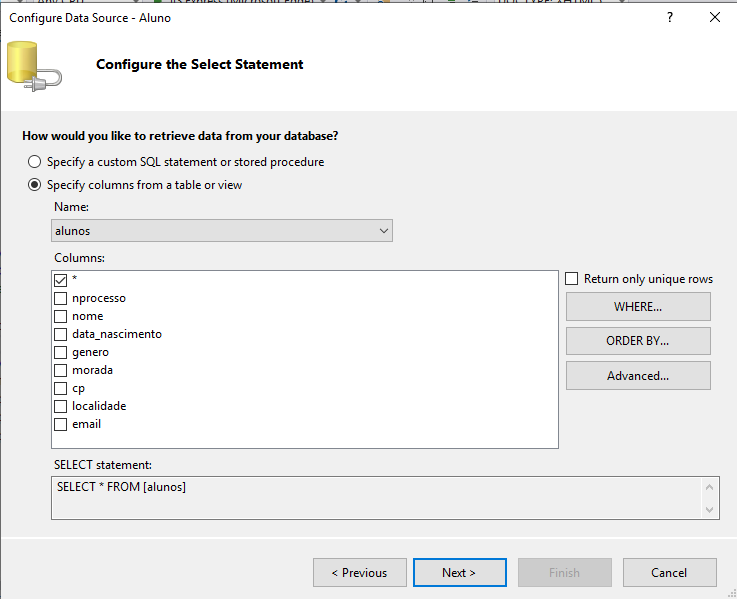 Configure Data Source - Aluno
?
Configure the Select Statement
How would you like to retrieve data from your database?
Specify a custom SQL statement or stored procedure
Specify columns from a table or view
Name:
alunos
Columns:
*
Return only unique rows
nprocesso
WHERE...
nome
data_nascimento
ORDER BY...
genero
morada
Advanced...
cp
localidade
email
SELECT statement:
SELECT * FROM [alunos]
< Previous
Next >
Finish
Cancel